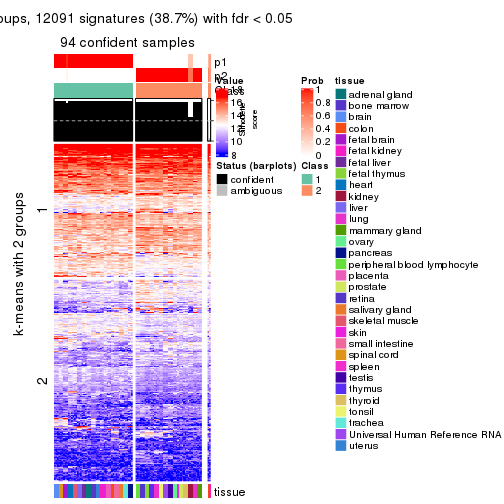 oups, 12091 signatures (38.7%) with fdr < 0.05
94 confident samples
p1
p2
Class
Silhouette
score
k-means with 2 groups
1
2
tissue
Value
16
14
12
10
8
Status (barplots)
confident
ambiguous
Prob
1
0.8
0.6
0.4
0.2
0
Class
1
2
tissue
adrenal gland
bone marrow
brain
colon
fetal brain
fetal kidney
fetal liver
fetal thymus
heart
kidney
liver
lung
mammary gland
ovary
pancreas
peripheral blood lymphocyte
placenta
prostate
retina
salivary gland
skeletal muscle
skin
small intestine
spinal cord
spleen
testis
thymus
thyroid
tonsil
trachea
Universal Human Reference RNA
uterus